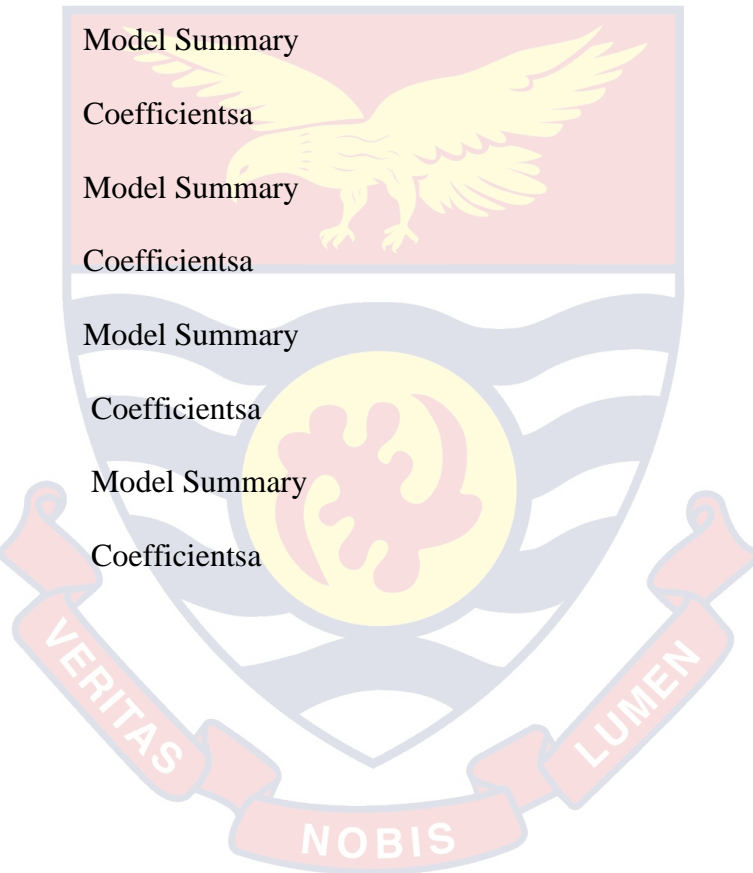 Model Summary
Coefficientsa
Model Summary
Coefficientsa
Model Summary
Coefficientsa
Model Summary
Coefficientsa
VERITAS
NOBIS
LUMEN